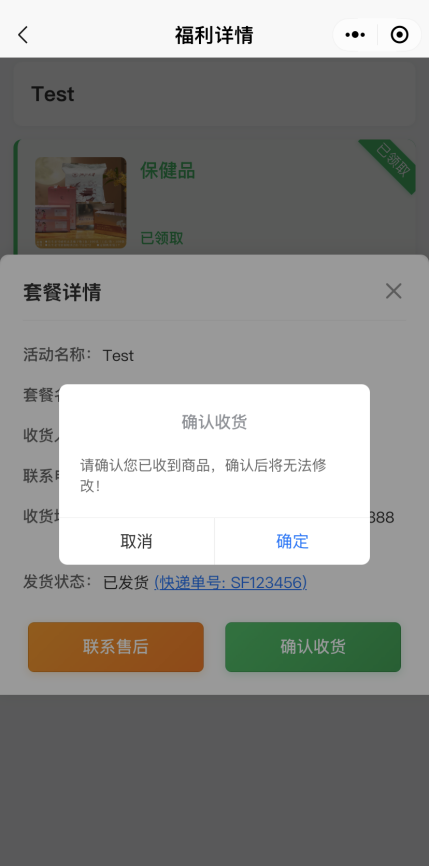 福利详情
Test
保健品
已领取
已领取
套餐详情
活动名称： Test
套餐
收货
确认收货
请确认您已收到商品，确认后将无法修
改！
联系
收货
888
取消
确定
发货状态： 已发货 (快递单号: SF123456)
联系售后
确认收货